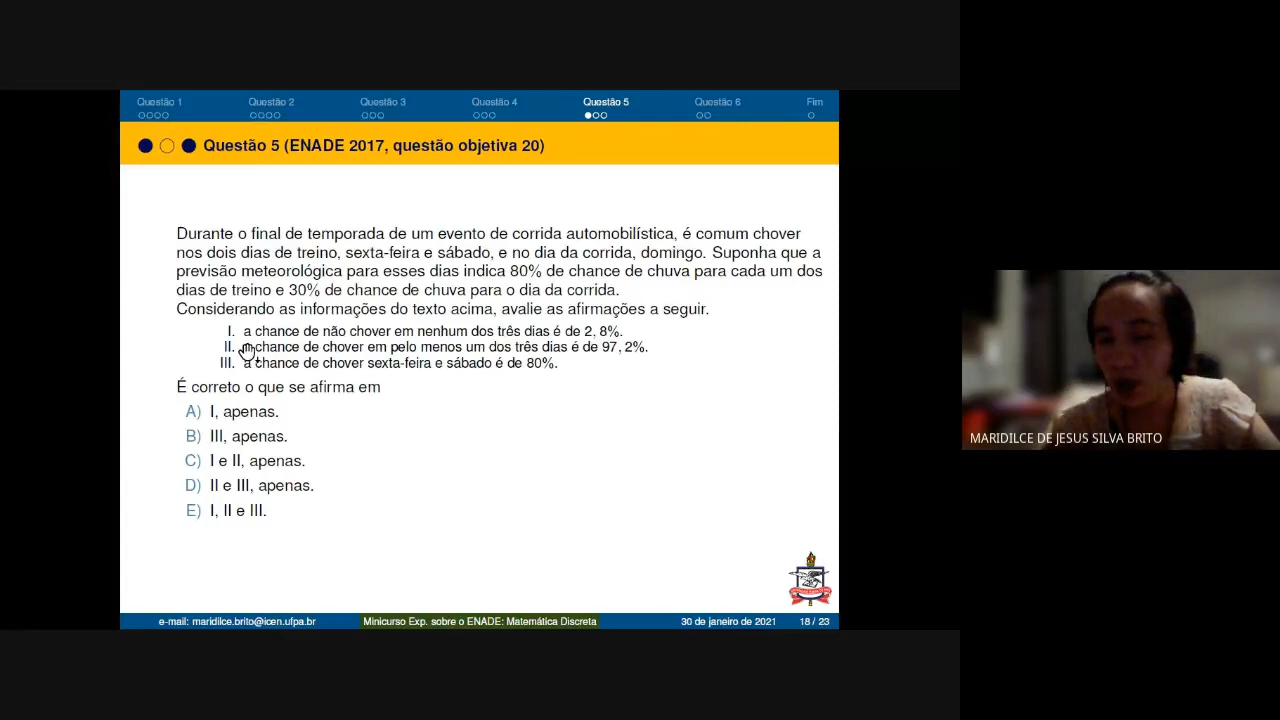 Questão 1 Questão 2 Questão 3 Questão 4 Questão 5 Questão 6 Fim
Questão 5 (ENADE 2017, questão objetiva 20)
Durante o final de temporada de um evento de corrida automobilística, é comum chover
nos dois dias de treino, sexta-feira e sábado, e no dia da corrida, domingo. Suponha que a
previsão meteorológica para esses dias indica 80% de chance de chuva para cada um dos
dias de treino e 30% de chance de chuva para o dia da corrida.
Considerando as informações do texto acima, avalie as afirmações a seguir.
I. a chance de não chover em nenhum dos três dias é de 2, 8%.
II. a chance de chover em pelo menos um dos três dias é de 97, 2%.
III. a chance de chover sexta-feira e sábado é de 80%.
É correto o que se afirma em
A) I, apenas.
B) III, apenas.
C) I e II, apenas.
D) II e III, apenas.
E) I, II e III.
MARIDILCE DE JESUS SILVA BRITO
e-mail: maridilce.brito@icen.ufpa.br Minicurso Exp. sobre o ENADE: Matemática Discreta 30 de janeiro de 2021 18 / 23